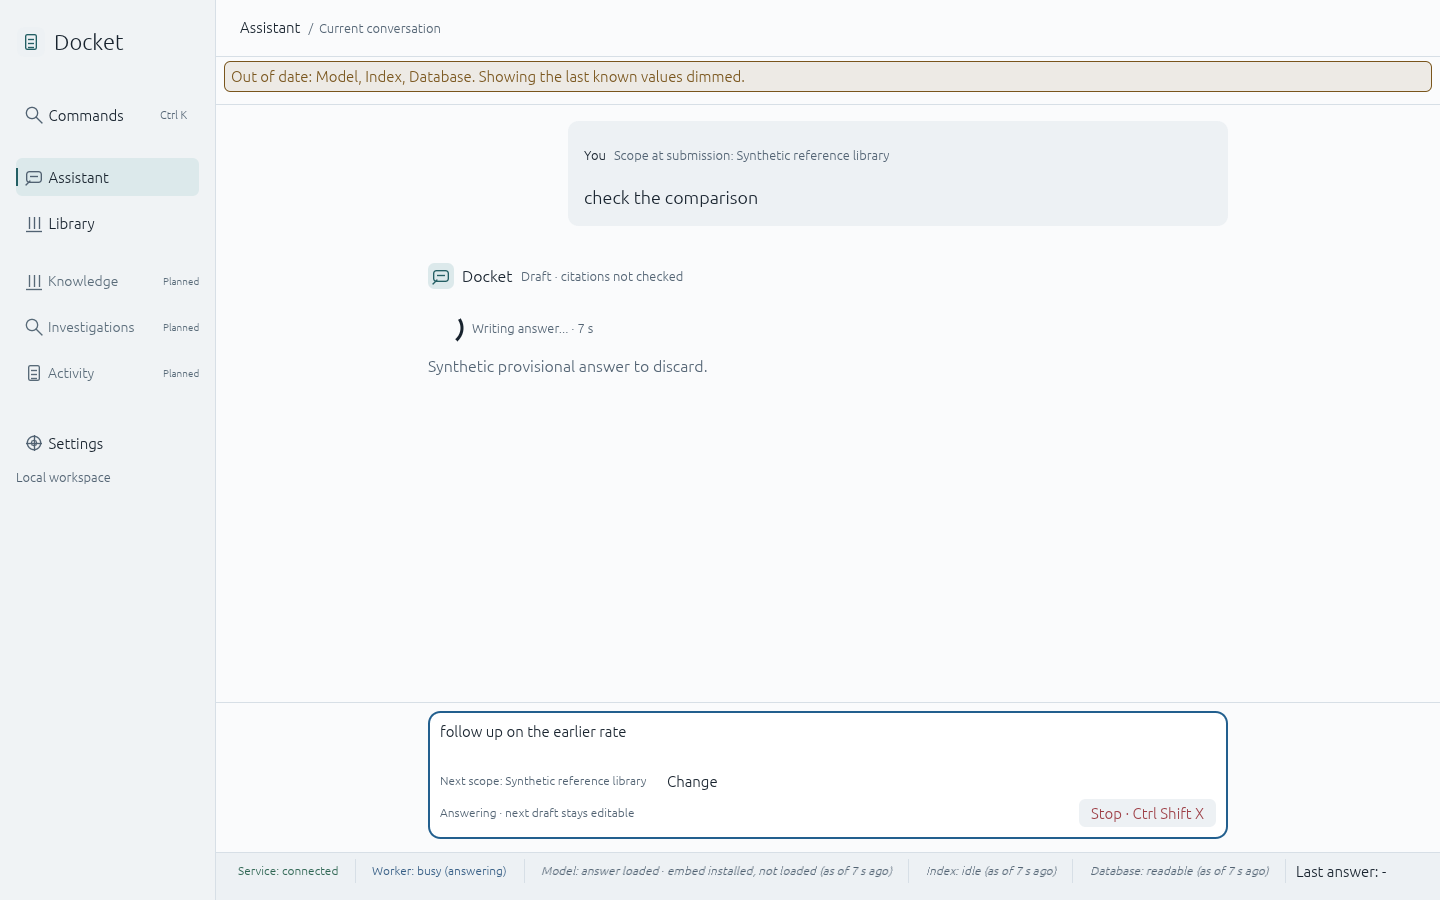 Docket
Commands Ctrl K
Assistant
Library
Knowledge Planned
Investigations Planned
Activity Planned
Settings
Local workspace
Assistant / Current conversation
Out of date: Model, Index, Database. Showing the last known values dimmed.
You Scope at submission: Synthetic reference library
check the comparison
Docket Draft · citations not checked
Writing answer... · 7 s
Synthetic provisional answer to discard.
follow up on the earlier rate
Next scope: Synthetic reference library Change
Answering · next draft stays editable Stop · Ctrl Shift X
Service: connected Worker: busy (answering) Model: answer loaded · embed installed, not loaded (as of 7 s ago) Index: idle (as of 7 s ago) Database: readable (as of 7 s ago) Last answer: -